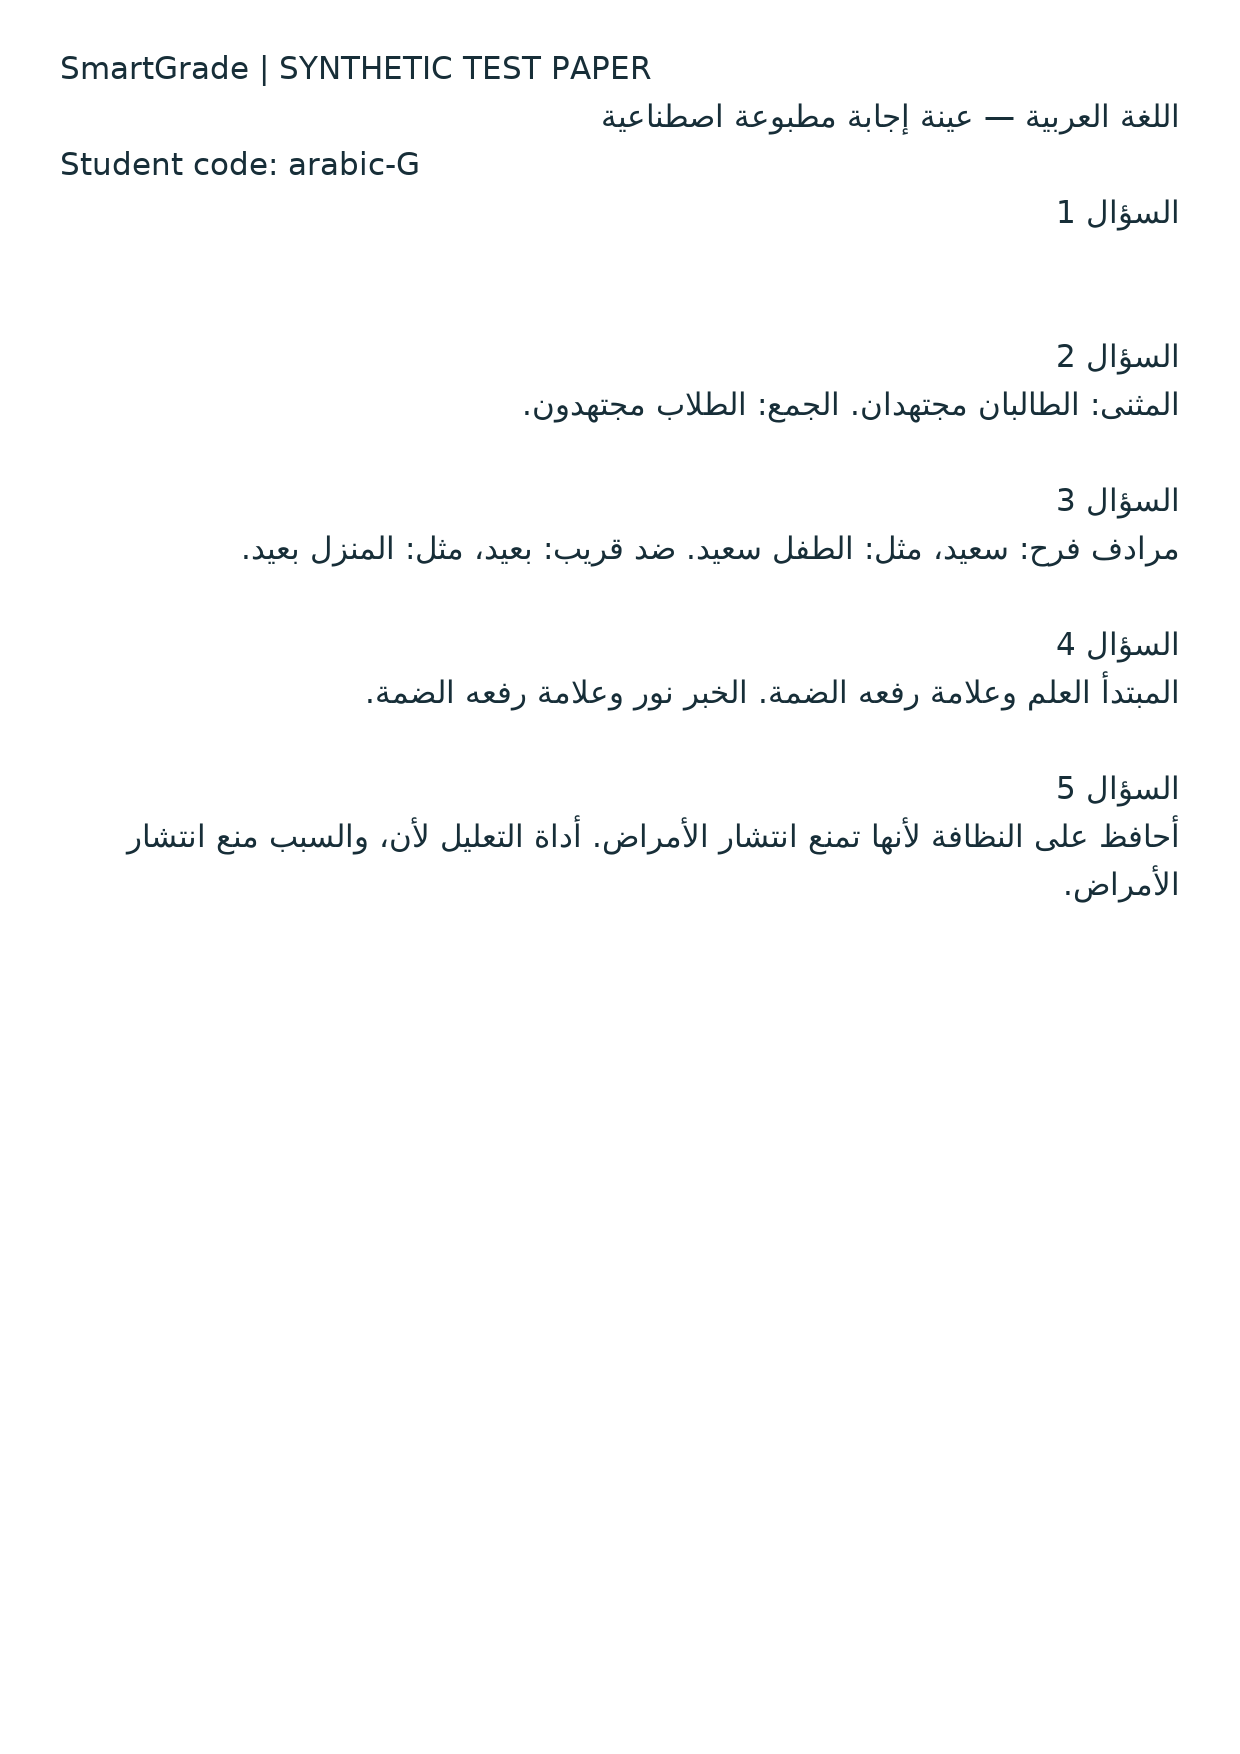 SmartGrade | SYNTHETIC TEST PAPER
اللغة العربية — عينة إجابة مطبوعة اصطناعية
Student code: arabic-G
السؤال 1
السؤال 2
المثنى: الطالبان مجتهدان. الجمع: الطلاب مجتهدون.
السؤال 3
مرادف فرح: سعيد، مثل: الطفل سعيد. ضد قريب: بعيد، مثل: المنزل بعيد.
السؤال 4
المبتدأ العلم وعلامة رفعه الضمة. الخبر نور وعلامة رفعه الضمة.
السؤال 5
أحافظ على النظافة لأنها تمنع انتشار الأمراض. أداة التعليل لأن، والسبب منع انتشار
الأمراض.